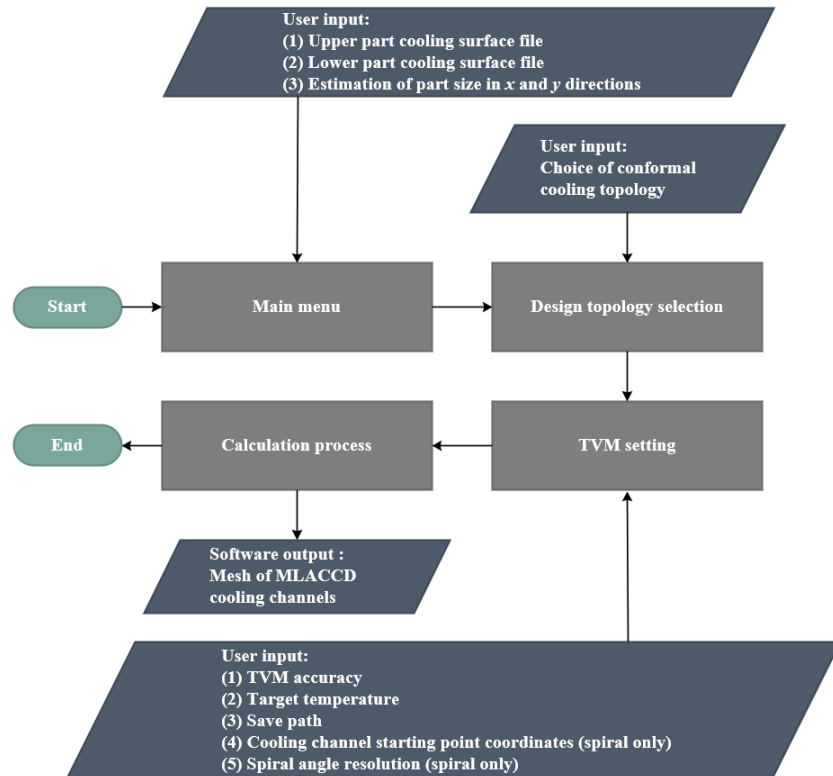 User input:
(1) Upper part cooling surface file
(2) Lower part cooling surface file
(3) Estimation of part size in x and y directions
User input:
Choice of conformal
cooling topology
Start
Main menu
Design topology selection
End
Calculation process
TVM setting
Software output :
Mesh of MLACCD
cooling channels
User input:
(1) TVM accuracy
(2) Target temperature
(3) Save path
(4) Cooling channel starting point coordinates (spiral only)
(5) Spiral angle resolution (spiral only)